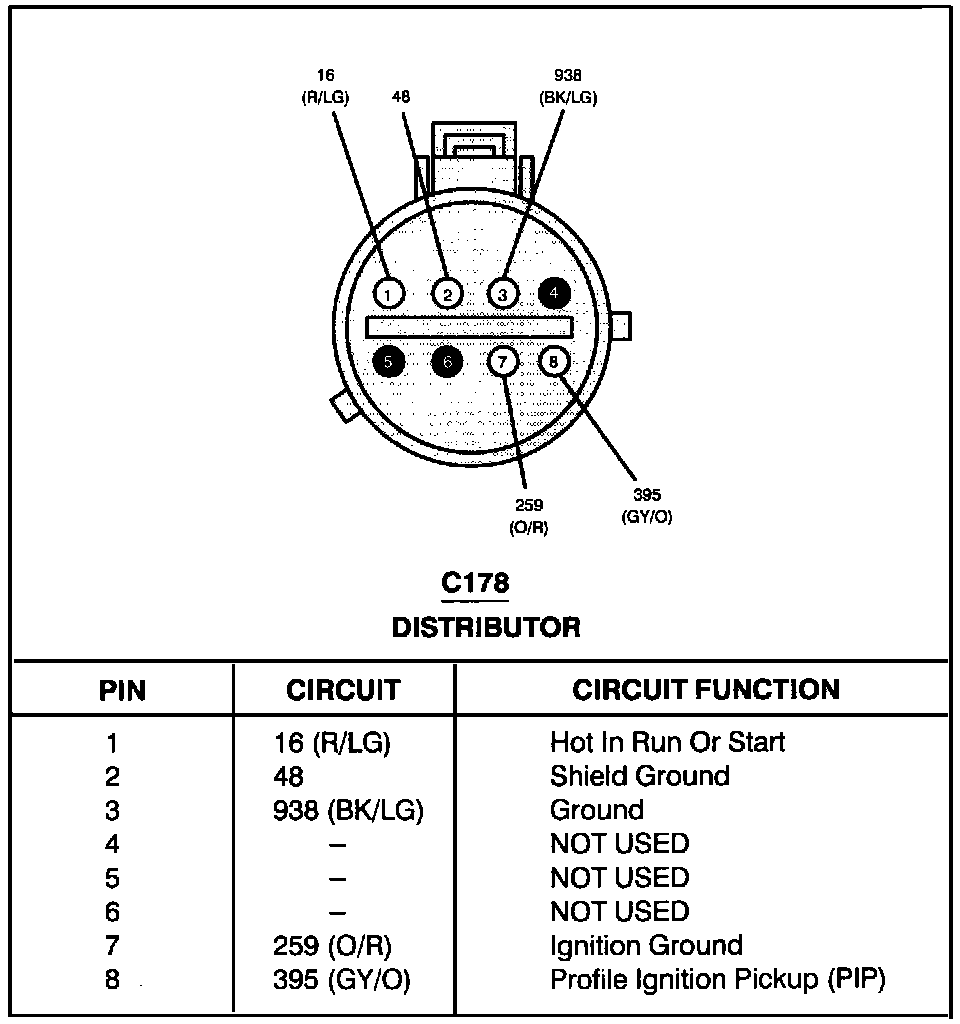 16
(R/LG)
48
938
(BK/LG)
1
2
3
4
5
6
7
8
259
(O/R)
395
(GY/O)
C178
DISTRIBUTOR
PIN CIRCUIT CIRCUIT FUNCTION
1 16 (R/LG) Hot In Run Or Start
2 48 Shield Ground
3 938 (BK/LG) Ground
4 – NOT USED
5 – NOT USED
6 – NOT USED
7 259 (O/R) Ignition Ground
8 395 (GY/O) Profile Ignition Pickup (PIP)